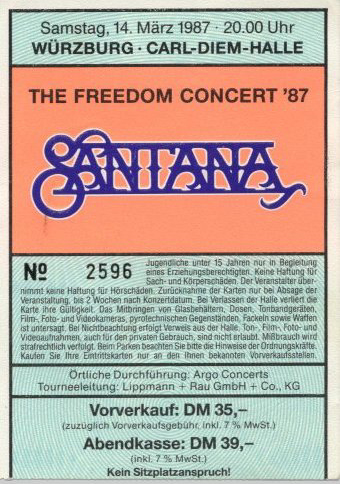 Samstag, 14. März 1987 · 20.00 Uhr
WÜRZBURG · CARL-DIEM-HALLE
THE FREEDOM CONCERT '87
SANTANA
Nº 2596
Jugendliche unter 15 Jahren nur in Begleitung
eines Erziehungsberechtigten. Keine Haftung für
Sach- und Körperschäden. Der Veranstalter über-
nimmt keine Haftung für Hörschäden. Zurücknahme der Karten nur bei Absage der
Veranstaltung, bis 2 Wochen nach Konzertdatum. Bei Verlassen der Halle verliert die
Karte ihre Gültigkeit. Das Mitbringen von Glasbehältern, Dosen, Tonbandgeräten,
Film-, Foto- und Videokameras, pyrotechnischen Gegenständen, Fackeln sowie Waffen
ist untersagt. Bei Nichtbeachtung erfolgt Verweis aus der Halle. Ton-, Film-, Foto- und
Videoaufnahmen, auch für den privaten Gebrauch, sind nicht erlaubt. Mißbrauch wird
strafrechtlich verfolgt. Beim Parken beachten Sie bitte die Hinweise der Ordnungskräfte.
Kaufen Sie Ihre Eintrittskarten nur an den Ihnen bekannten Vorverkaufsstellen.
Örtliche Durchführung: Argo Concerts
Tourneeleitung: Lippmann + Rau GmbH + Co., KG
Vorverkauf: DM 35,–
(zuzüglich Vorverkaufsgebühr, inkl. 7 % MwSt.)
Abendkasse: DM 39,–
(inkl. 7 % MwSt.)
Kein Sitzplatzanspruch!